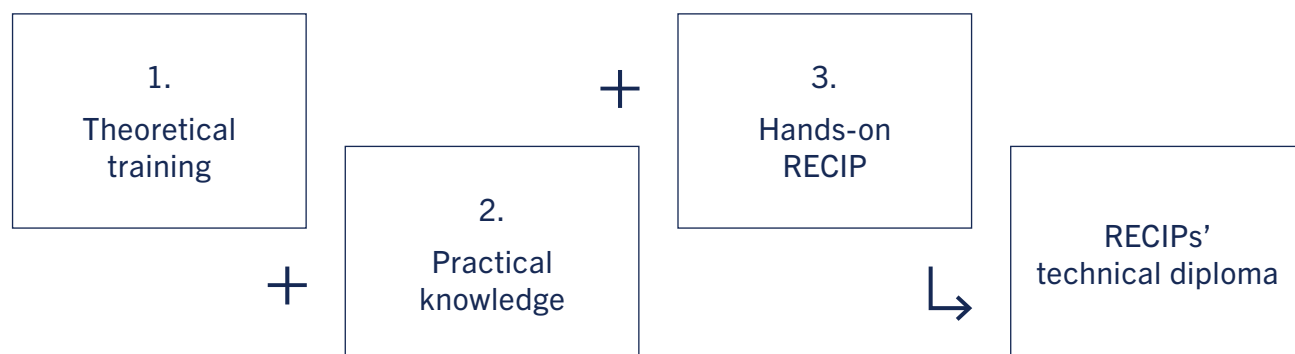 1.
Theoretical
training
+
2.
Practical
knowledge
+
3.
Hands-on
RECIP
RECIPs’
technical diploma